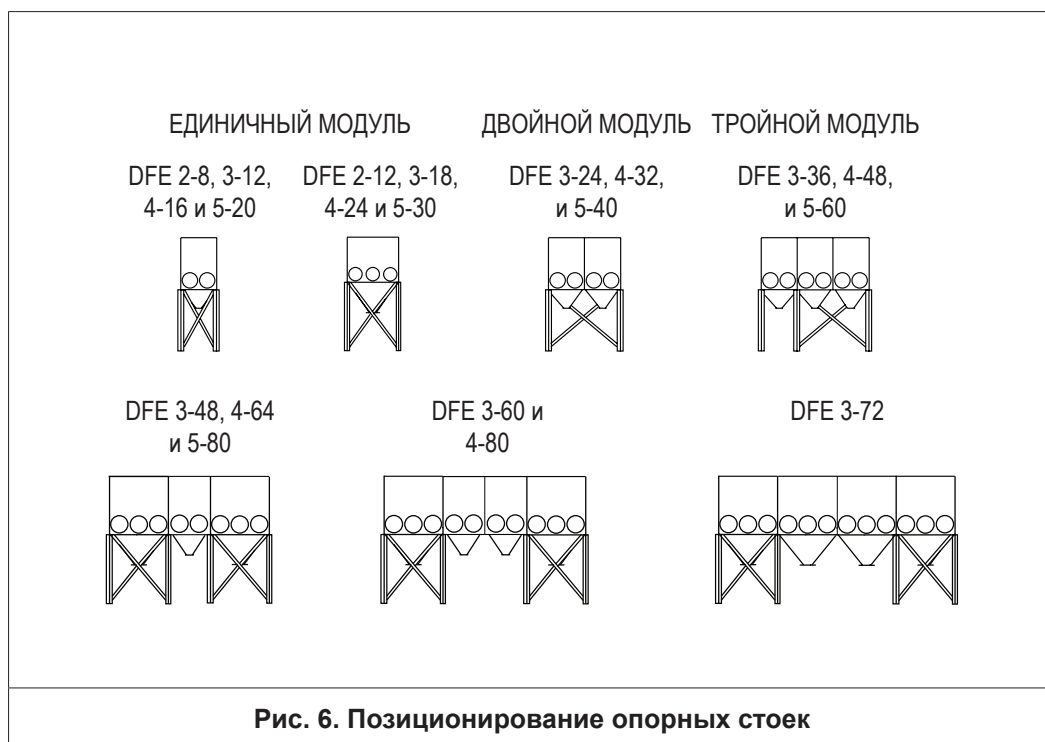 ЕДИНИЧНЫЙ МОДУЛЬ
ДВОЙНОЙ МОДУЛЬ
ТРОЙНОЙ МОДУЛЬ
DFE 2-8, 3-12,
4-16 и 5-20
DFE 2-12, 3-18,
4-24 и 5-30
DFE 3-24, 4-32,
и 5-40
DFE 3-36, 4-48,
и 5-60
DFE 3-48, 4-64
и 5-80
DFE 3-60 и
4-80
DFE 3-72
Рис. 6. Позиционирование опорных стоек